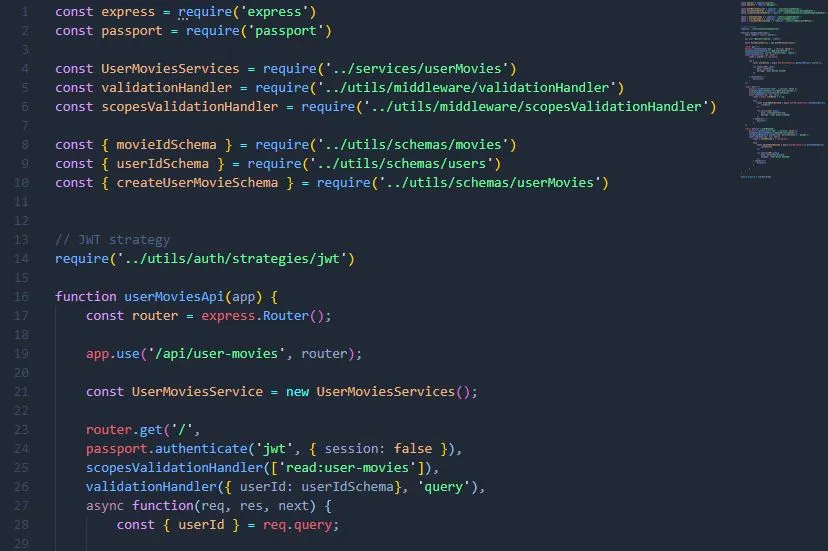 1 const express = require('express')
2 const passport = require('passport')
3
4 const UserMoviesServices = require('../services/userMovies')
5 const validationHandler = require('../utils/middleware/validationHandler')
6 const scopesValidationHandler = require('../utils/middleware/scopesValidationHandler')
7
8 const { movieIdSchema } = require('../utils/schemas/movies')
9 const { userIdSchema } = require('../utils/schemas/users')
10 const { createUserMovieSchema } = require('../utils/schemas/userMovies')
11
12
13 // JWT strategy
14 require('../utils/auth/strategies/jwt')
15
16 function userMoviesApi(app) {
17 const router = express.Router();
18
19 app.use('/api/user-movies', router);
20
21 const UserMoviesService = new UserMoviesServices();
22
23 router.get('/',
24 passport.authenticate('jwt', { session: false }),
25 scopesValidationHandler(['read:user-movies']),
26 validationHandler({ userId: userIdSchema}, 'query'),
27 async function(req, res, next) {
28 const { userId } = req.query;
29